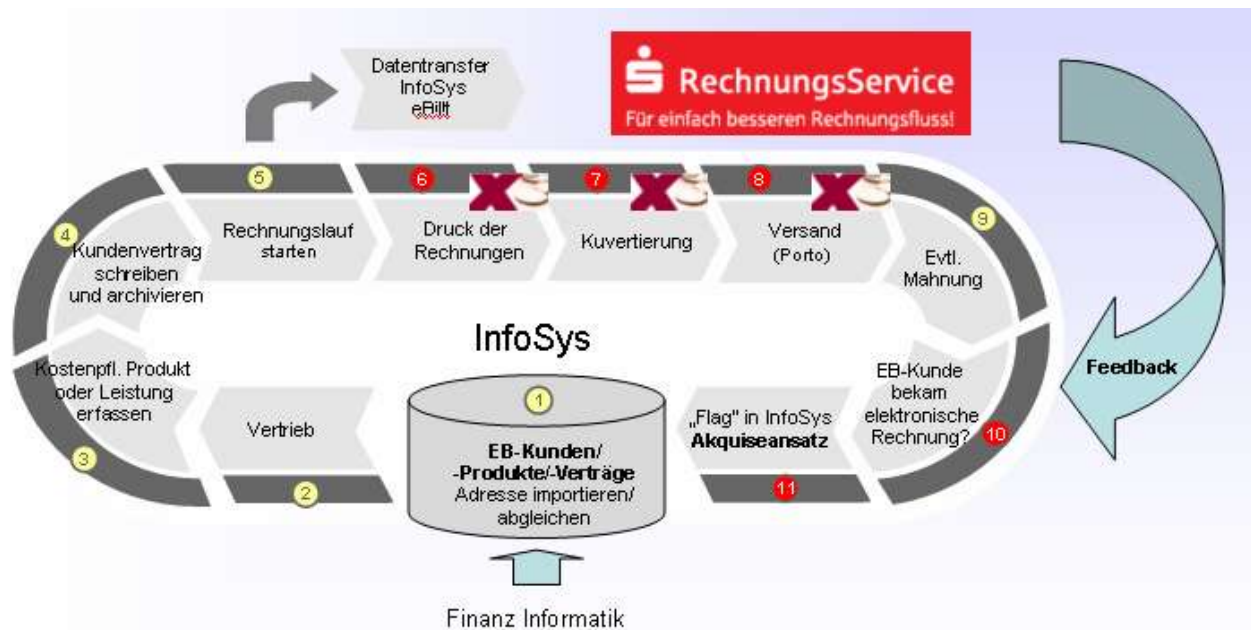 Datentransfer
InfoSys
eBillt
RechnungsService
Für einfach besseren Rechnungsfluss!
5
6
7
8
9
4
Kundenvertrag
schreiben
und archivieren
Rechnungslauf
starten
Druck der
Rechnungen
Kuvertierung
Versand
(Porto)
Evtl.
Mahnung
InfoSys
Feedback
Kostenpfl. Produkt
oder Leistung
erfassen
3
Vertrieb
2
1
EB-Kunden/
-Produkte/-Verträge
Adresse importieren/
abgleichen
„Flag" in InfoSys
Akquiseansatz
11
EB-Kunde
bekam
elektronische
Rechnung?
10
Finanz Informatik